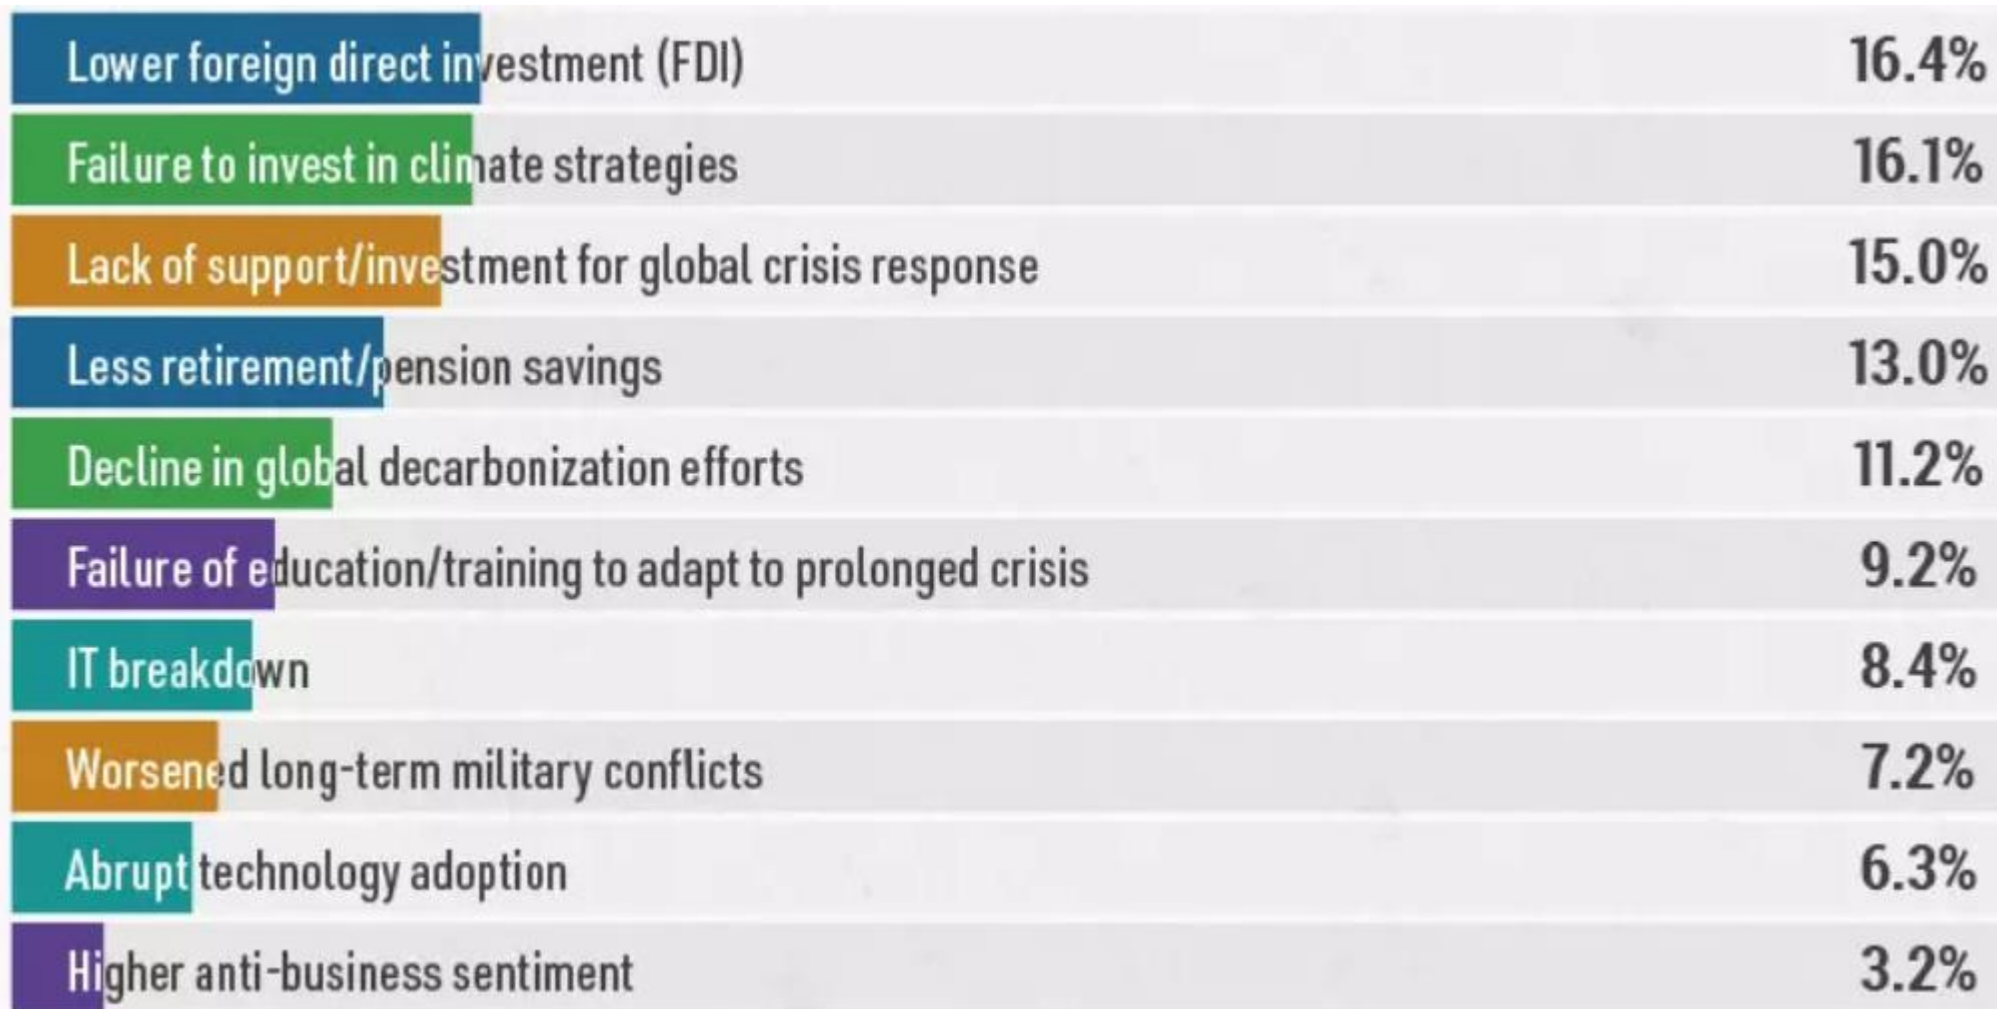 Lower foreign direct investment (FDI) 16.4%
Failure to invest in climate strategies 16.1%
Lack of support/investment for global crisis response 15.0%
Less retirement/pension savings 13.0%
Decline in global decarbonization efforts 11.2%
Failure of education/training to adapt to prolonged crisis 9.2%
IT breakdown 8.4%
Worsened long-term military conflicts 7.2%
Abrupt technology adoption 6.3%
Higher anti-business sentiment 3.2%